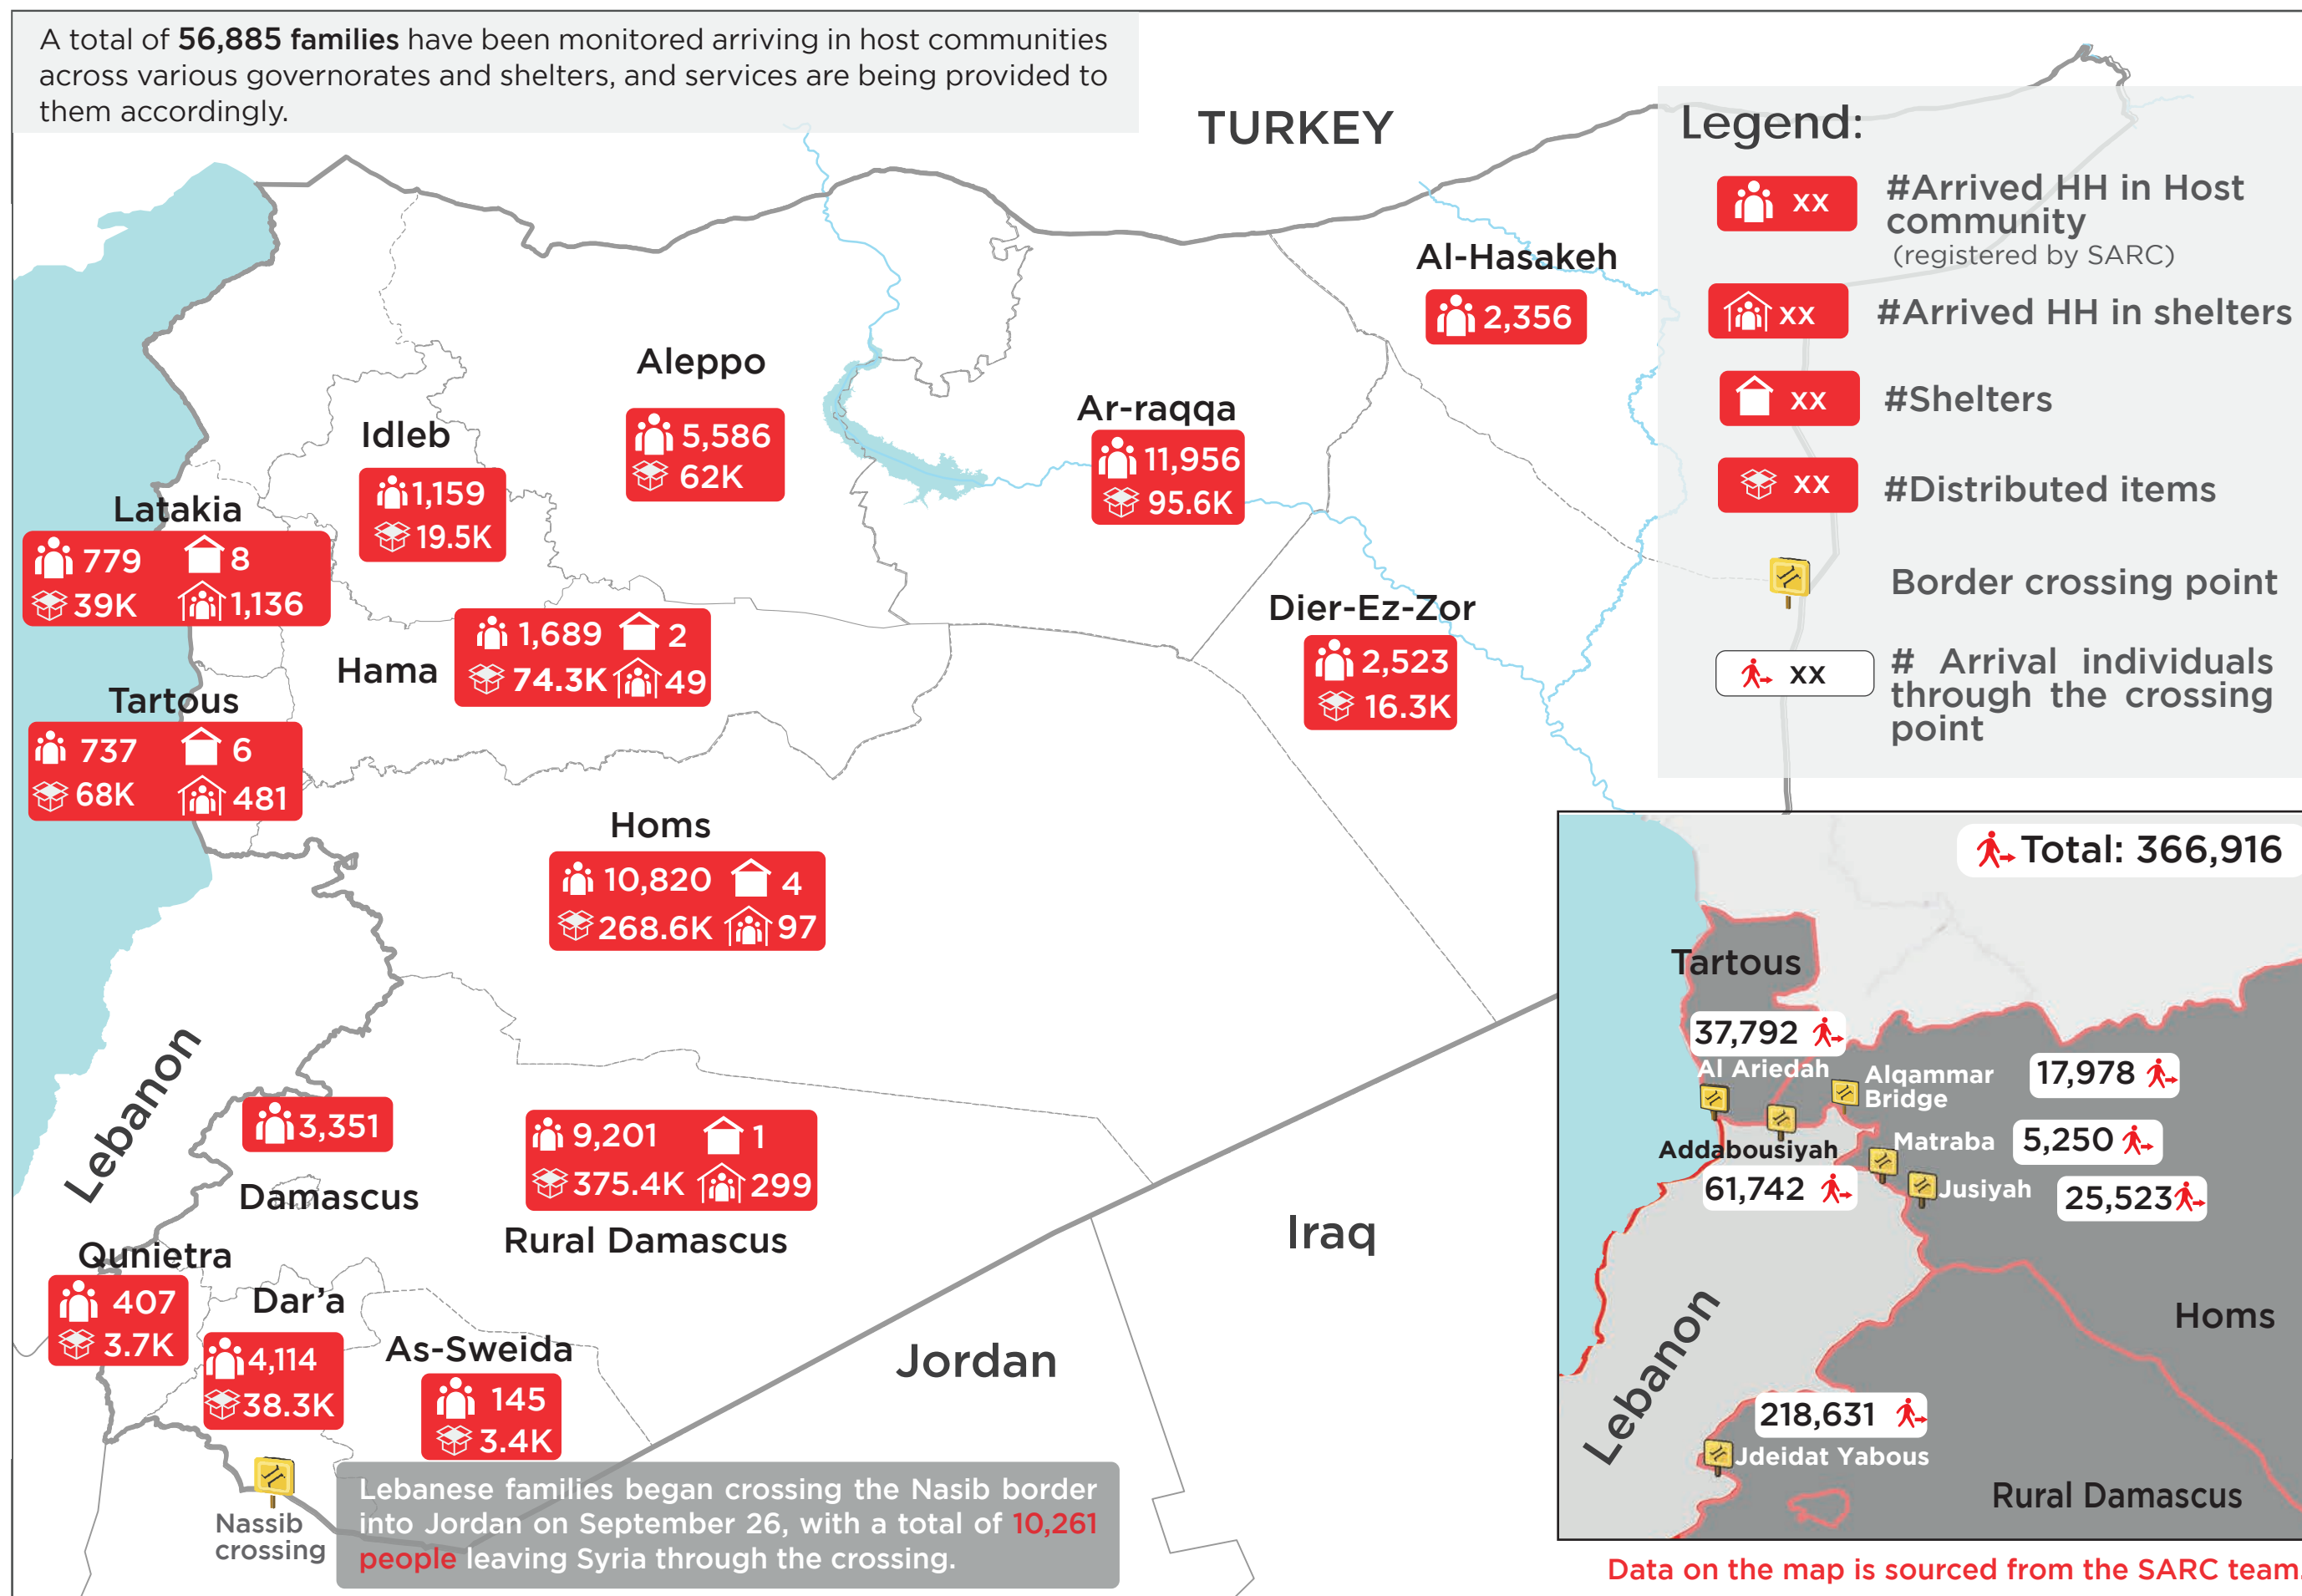 A total of 56,885 families have been monitored arriving in host communities
across various governorates and shelters, and services are being provided to
them accordingly.
TURKEY
Legend:
xx
#Arrived HH in Host
community
(registered by SARC)
xx
#Arrived HH in shelters
xx
#Shelters
xx
#Distributed items
Border crossing point
xx
# Arrival individuals
through the crossing
point
Al-Hasakeh
2,356
Aleppo
5,586
62K
Ar-raqqa
11,956
95.6K
Idleb
1,159
19.5K
Latakia
779 8
39K 1,136
Hama
1,689 2
74.3K 49
Dier-Ez-Zor
2,523
16.3K
Tartous
737 6
68K 481
Homs
10,820 4
268.6K 97
Lebanon
3,351
Damascus
9,201 1
375.4K 299
Rural Damascus
Iraq
Qunietra
407
3.7K
Dar'a
4,114
38.3K
As-Sweida
145
3.4K
Jordan
Nassib
crossing
Lebanese families began crossing the Nasib border
into Jordan on September 26, with a total of 10,261
people leaving Syria through the crossing.
Total: 366,916
Tartous
37,792
Al Ariedah
Alqammar
Bridge
17,978
Addabousiyah
61,742
Matraba
5,250
Jusiyah
25,523
Homs
Lebanon
218,631
Jdeidat Yabous
Rural Damascus
Data on the map is sourced from the SARC team.